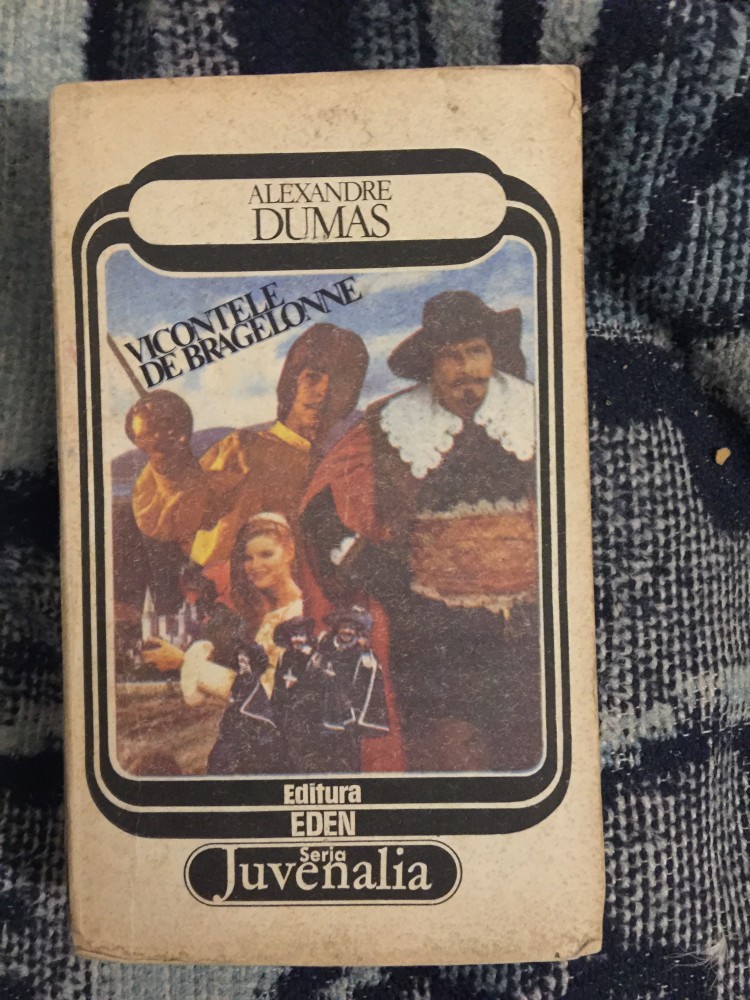 ALEXANDRE
DUMAS
VICONTELE
DE BRAGELONNE
Editura
EDEN
Seria
Juvenalia